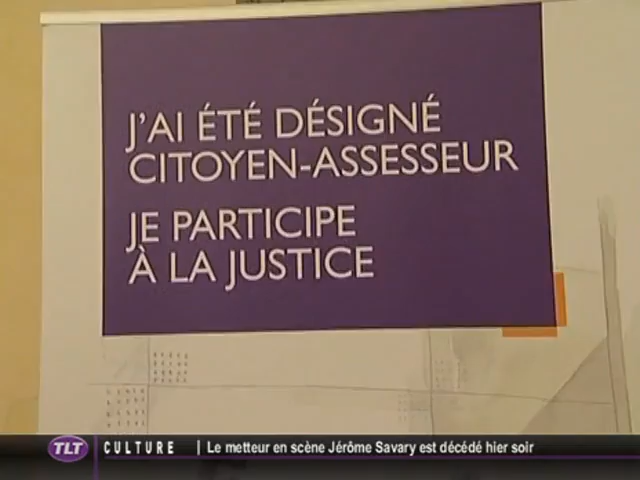 J'AI ÉTÉ DÉSIGNÉ
CITOYEN-ASSESSEUR
JE PARTICIPE
À LA JUSTICE
TLT CULTURE | Le metteur en scène Jérôme Savary est décédé hier soir